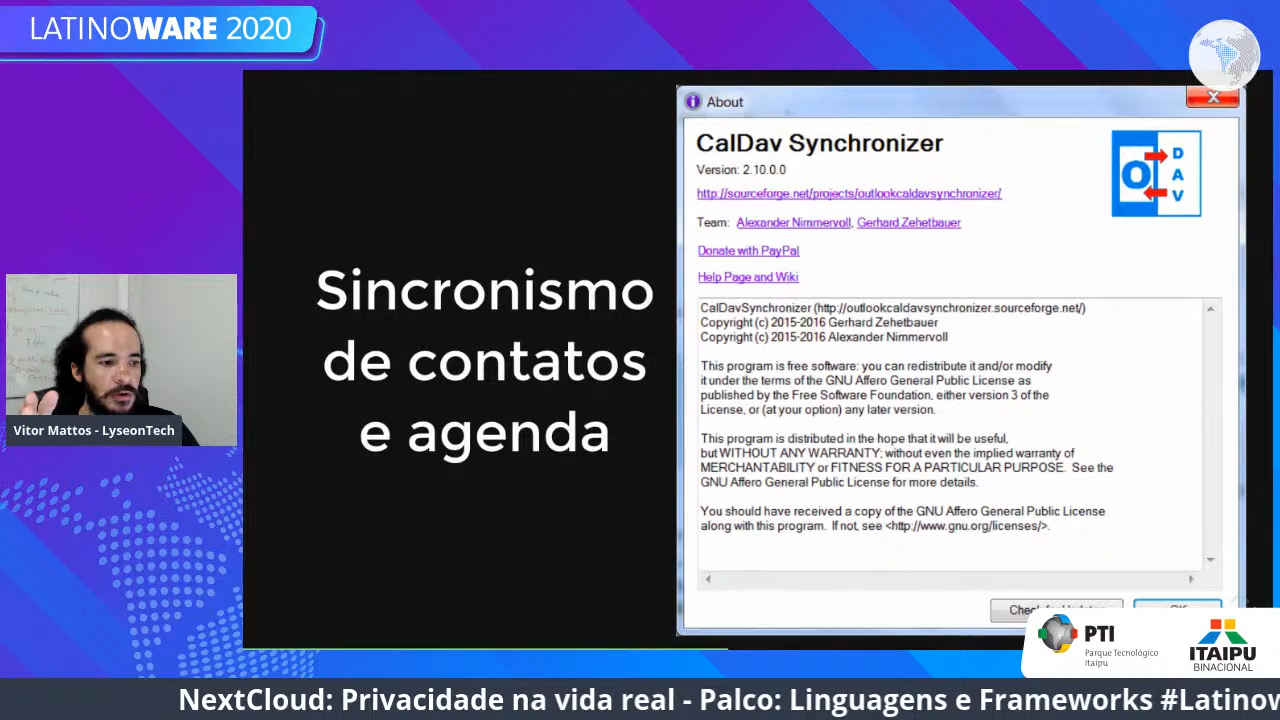 LATINOWARE 2020
About
CalDav Synchronizer
Version: 2.10.0.0
http://sourceforge.net/projects/outlookcaldavsynchronizer/
Team: Alexander Nimmervoll, Gerhard Zehetbauer
Donate with PayPal
Help Page and Wiki
CalDavSynchronizer (http://outlookcaldavsynchronizer.sourceforge.net/)
Copyright (c) 2015-2016 Gerhard Zehetbauer
Copyright (c) 2015-2016 Alexander Nimmervoll
This program is free software: you can redistribute it and/or modify
it under the terms of the GNU Affero General Public License as
published by the Free Software Foundation, either version 3 of the
License, or (at your option) any later version.
This program is distributed in the hope that it will be useful,
but WITHOUT ANY WARRANTY; without even the implied warranty of
MERCHANTABILITY or FITNESS FOR A PARTICULAR PURPOSE. See the
GNU Affero General Public License for more details.
You should have received a copy of the GNU Affero General Public License
along with this program. If not, see <http://www.gnu.org/licenses/>.
O
D
A
V
Sincronismo
de contatos
e agenda
Vitor Mattos - LyseonTech
PTI
Parque Tecnológico
Itaipu
ITAIPU
BINACIONAL
NextCloud: Privacidade na vida real - Palco: Linguagens e Frameworks #Latinow